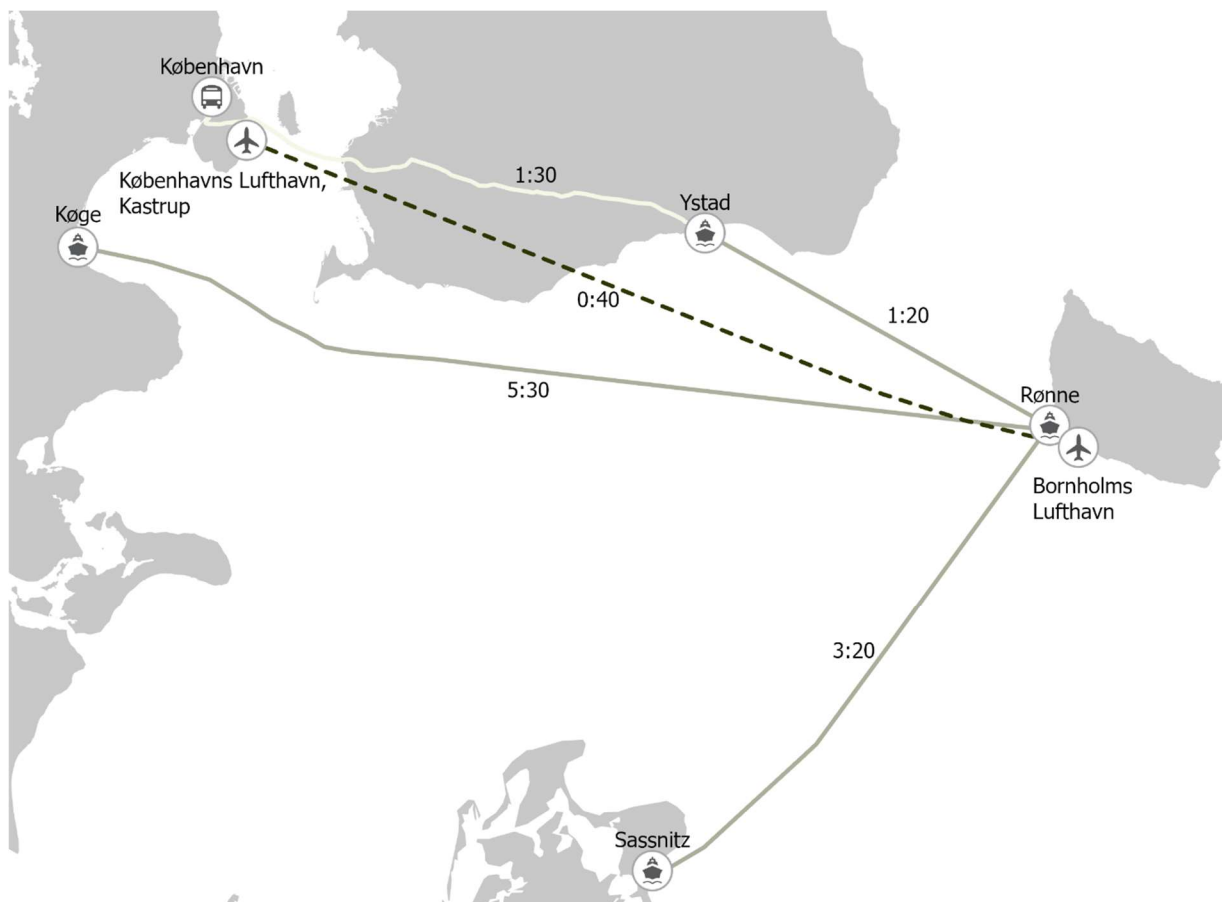 København
Københavns Lufthavn,
Kastrup
Køge
1:30
Ystad
0:40
1:20
5:30
Rønne
Bornholms
Lufthavn
3:20
Sassnitz